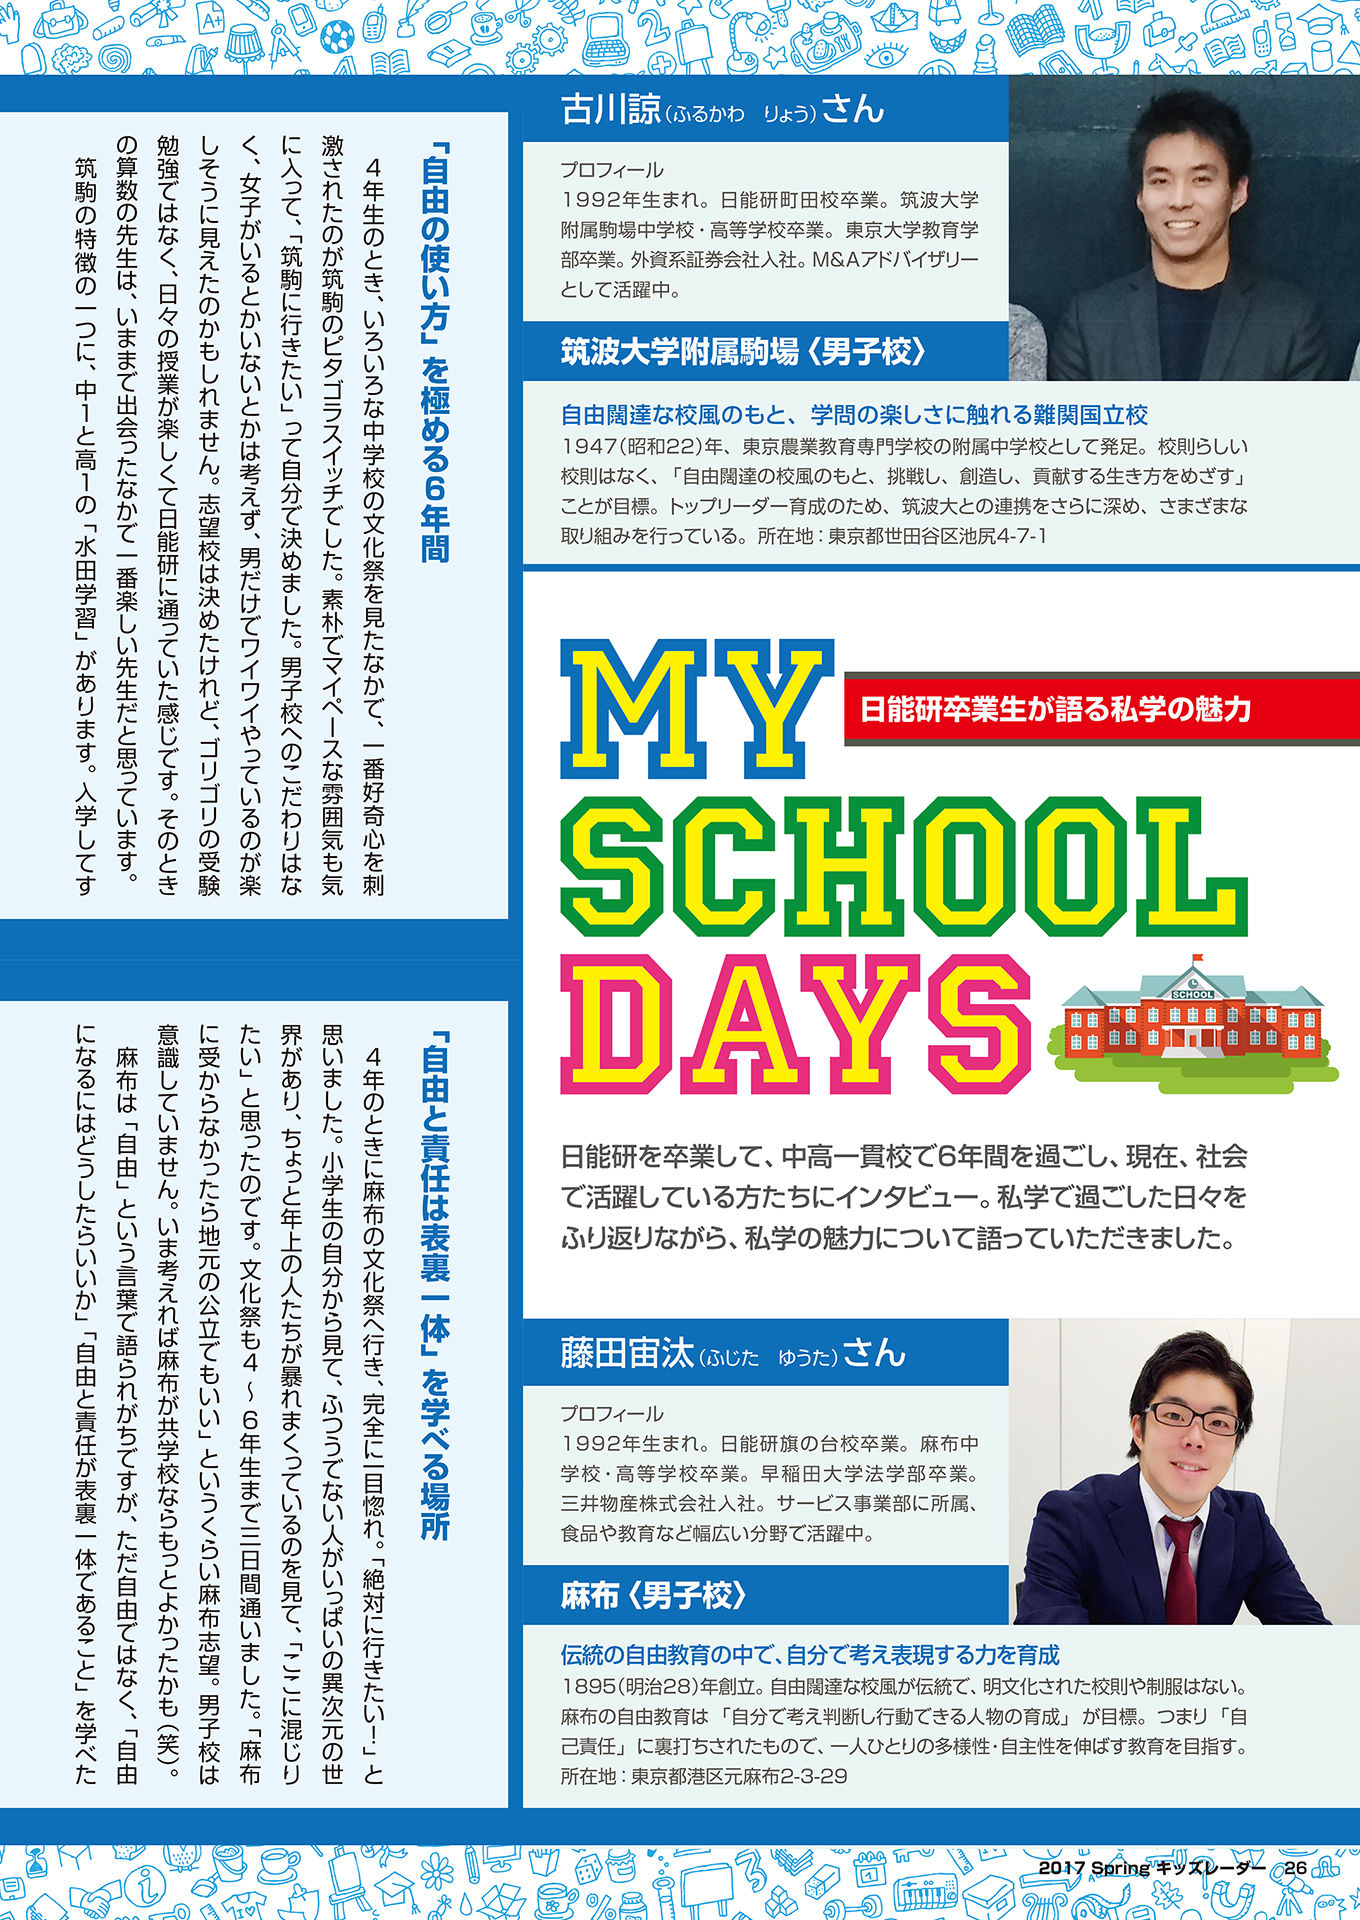 古川諒（ふるかわ　りょう）さん
プロフィール
1992年生まれ。日能研町田校卒業。筑波大学
附属駒場中学校・高等学校卒業。東京大学教育学
部卒業。外資系証券会社入社。M&Aアドバイザリー
として活躍中。
筑波大学附属駒場〈男子校〉
自由闊達な校風のもと、学問の楽しさに触れる難関国立校
1947（昭和22）年、東京農業教育専門学校の附属中学校として発足。校則らしい
校則はなく、「自由闊達の校風のもと、挑戦し、創造し、貢献する生き方をめざす」
ことが目標。トップリーダー育成のため、筑波大との連携をさらに深め、さまざまな
取り組みを行っている。所在地：東京都世田谷区池尻4-7-1
「自由の使い方」を極める6年間
４年生のとき、いろいろな中学校の文化祭を見たなかで、一番好奇心を刺
激されたのが筑駒のピタゴラスイッチでした。素朴でマイペースな雰囲気も気
に入って、「筑駒に行きたい」って自分で決めました。男子校へのこだわりはな
く、女子がいるとかいないとかは考えず、男だけでワイワイやっているのが楽
しそうに見えたのかもしれません。志望校は決めたけれど、ゴリゴリの受験
勉強ではなく、日々の授業が楽しくて日能研に通っていた感じです。そのとき
の算数の先生は、いままで出会ったなかで一番楽しい先生だと思っています。
筑駒の特徴の一つに、中1と高1の「水田学習」があります。入学してす
MY
日能研卒業生が語る私学の魅力
SCHOOL
DAYS
SCHOOL
日能研を卒業して、中高一貫校で6年間を過ごし、現在、社会
で活躍している方たちにインタビュー。私学で過ごした日々を
ふり返りながら、私学の魅力について語っていただきました。
藤田宙汰（ふじた　ゆうた）さん
プロフィール
1992年生まれ。日能研旗の台校卒業。麻布中
学校・高等学校卒業。早稲田大学法学部卒業。
三井物産株式会社入社。サービス事業部に所属、
食品や教育など幅広い分野で活躍中。
麻布〈男子校〉
伝統の自由教育の中で、自分で考え表現する力を育成
1895（明治28）年創立。自由闊達な校風が伝統で、明文化された校則や制服はない。
麻布の自由教育は「自分で考え判断し行動できる人物の育成」が目標。つまり「自
己責任」に裏打ちされたもので、一人ひとりの多様性・自主性を伸ばす教育を目指す。
所在地：東京都港区元麻布2-3-29
「自由と責任は表裏一体」を学べる場所
４年のときに麻布の文化祭へ行き、完全に一目惚れ。「絶対に行きたい！」と
思いました。小学生の自分から見て、ふつうでない人がいっぱいの異次元の世
界があり、ちょっと年上の人たちが暴れまくっているのを見て、「ここに混じり
たい」と思ったのです。文化祭も４〜６年生まで三日間通いました。「麻布
に受からなかったら地元の公立でもいい」というくらい麻布志望。男子校は
意識していません。いま考えれば麻布が共学校ならもっとよかったかも（笑）。
麻布は「自由」という言葉で語られがちですが、ただ自由ではなく、「自由
になるにはどうしたらいいか」「自由と責任が表裏一体であること」を学べた
2017 Spring キッズレーダー　26